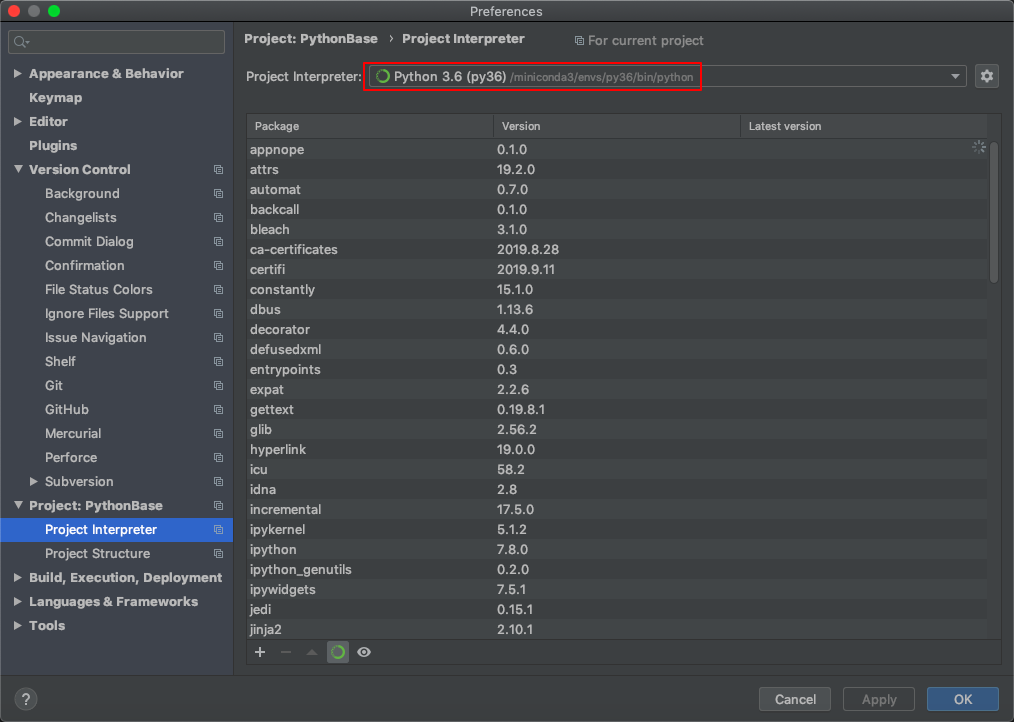 Preferences
Project: PythonBase › Project Interpreter For current project
Project Interpreter: Python 3.6 (py36) /miniconda3/envs/py36/bin/python
Appearance & Behavior
Keymap
Editor
Plugins
Version Control
Background
Changelists
Commit Dialog
Confirmation
File Status Colors
Ignore Files Support
Issue Navigation
Shelf
Git
GitHub
Mercurial
Perforce
Subversion
Project: PythonBase
Project Interpreter
Project Structure
Build, Execution, Deployment
Languages & Frameworks
Tools
Package Version Latest version
appnope 0.1.0
attrs 19.2.0
automat 0.7.0
backcall 0.1.0
bleach 3.1.0
ca-certificates 2019.8.28
certifi 2019.9.11
constantly 15.1.0
dbus 1.13.6
decorator 4.4.0
defusedxml 0.6.0
entrypoints 0.3
expat 2.2.6
gettext 0.19.8.1
glib 2.56.2
hyperlink 19.0.0
icu 58.2
idna 2.8
incremental 17.5.0
ipykernel 5.1.2
ipython 7.8.0
ipython_genutils 0.2.0
ipywidgets 7.5.1
jedi 0.15.1
jinja2 2.10.1
? Cancel Apply OK